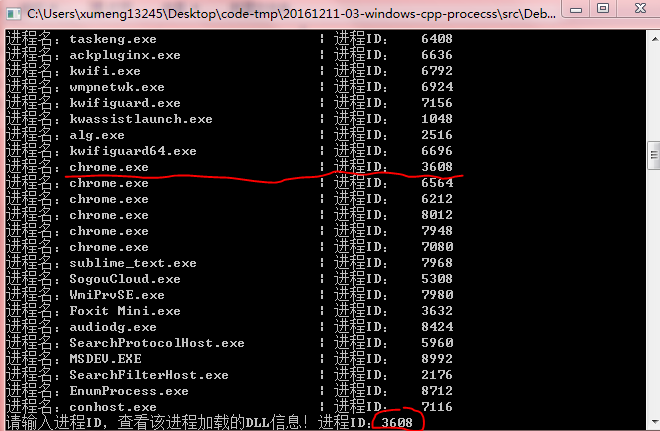 C:\Users\xumeng13245\Desktop\code-tmp\20161211-03-windows-cpp-procecss\src\Deb...
进程名: taskeng.exe | 进程ID: 6408
进程名: ackpluginx.exe | 进程ID: 6636
进程名: kwifi.exe | 进程ID: 6792
进程名: wmpnetwk.exe | 进程ID: 6924
进程名: kwifiguard.exe | 进程ID: 7156
进程名: kwassistlaunch.exe | 进程ID: 1048
进程名: alg.exe | 进程ID: 2516
进程名: kwifiguard64.exe | 进程ID: 6696
进程名: chrome.exe | 进程ID: 3608
进程名: chrome.exe | 进程ID: 6564
进程名: chrome.exe | 进程ID: 6212
进程名: chrome.exe | 进程ID: 8012
进程名: chrome.exe | 进程ID: 7948
进程名: chrome.exe | 进程ID: 7080
进程名: sublime_text.exe | 进程ID: 7968
进程名: SogouCloud.exe | 进程ID: 5308
进程名: WmiPrvSE.exe | 进程ID: 7980
进程名: Foxit Mini.exe | 进程ID: 3632
进程名: audiodg.exe | 进程ID: 8424
进程名: SearchProtocolHost.exe | 进程ID: 5960
进程名: MSDEV.EXE | 进程ID: 8992
进程名: SearchFilterHost.exe | 进程ID: 2176
进程名: EnumProcess.exe | 进程ID: 8712
进程名: conhost.exe | 进程ID: 7116
请输入进程ID, 查看该进程加载的DLL信息! 进程ID: 3608